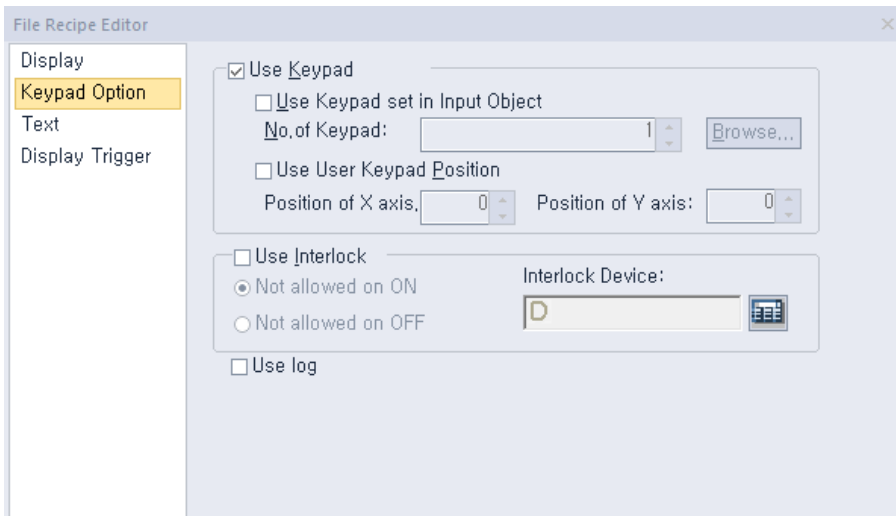 File Recipe Editor
Display
Keypad Option
Text
Display Trigger
Use Keypad
Use Keypad set in Input Object
No.of Keypad: 1 Browse...
Use User Keypad Position
Position of X axis, 0 Position of Y axis: 0
Use Interlock
Not allowed on ON
Not allowed on OFF
Interlock Device:
D
Use log